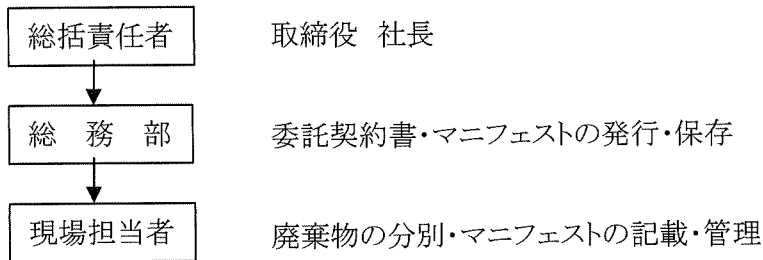 総括責任者 取締役 社長
総務部 委託契約書・マニフェストの発行・保存
現場担当者 廃棄物の分別・マニフェストの記載・管理